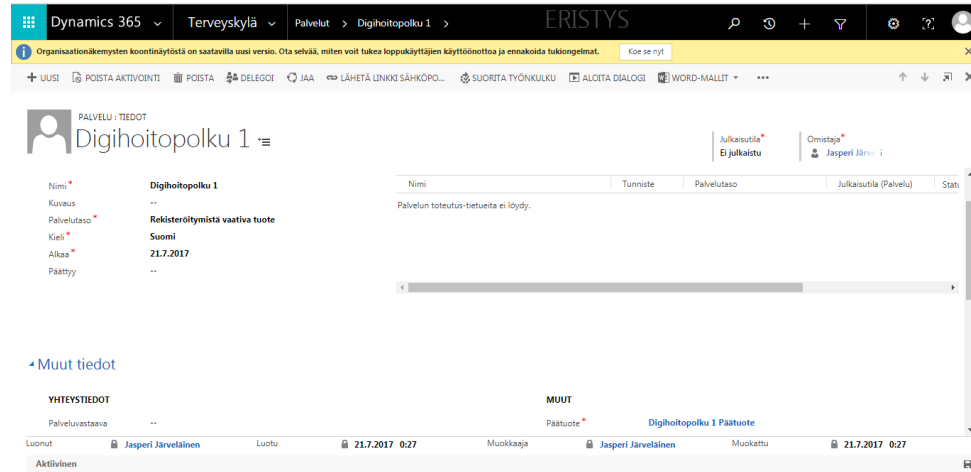 Dynamics 365 Terveyskylä Palvelut > Digihoitopolku 1 > ERISTYS
Organisaationäkemysten koontinäytöstä on saatavilla uusi versio. Ota selvää, miten voit tukea loppukäyttäjien käyttöönottoa ja ennakoida tukiongelmat. Koe se nyt
UUSI POISTA AKTIVOINTI POISTA DELEGOI JAA LÄHETÄ LINKKI SÄHKÖPO... SUORITA TYÖNKULKU ALOITA DIALOGI WORD-MALLIT ...
PALVELU : TIEDOT
Digihoitopolku 1
Julkaisutila* Omistaja*
Ei julkaistu Jasperi Järve i
Nimi* Digihoitopolku 1
Kuvaus --
Palvelutaso* Rekisteröitymistä vaativa tuote
Kieli* Suomi
Alkaa* 21.7.2017
Päättyy --
Nimi Tunniste Palvelutaso Julkaisutila (Palvelu) Statu
Palvelun toteutus-tietueita ei löydy.
Muut tiedot
YHTEYSTIEDOT
Palveluvastaava --
MUUT
Päätuote* Digihoitopolku 1 Päätuote
Luonut Jasperi Järveläinen Luotu 21.7.2017 0:27 Muokkaaja Jasperi Järveläinen Muokattu 21.7.2017 0:27
Aktiivinen